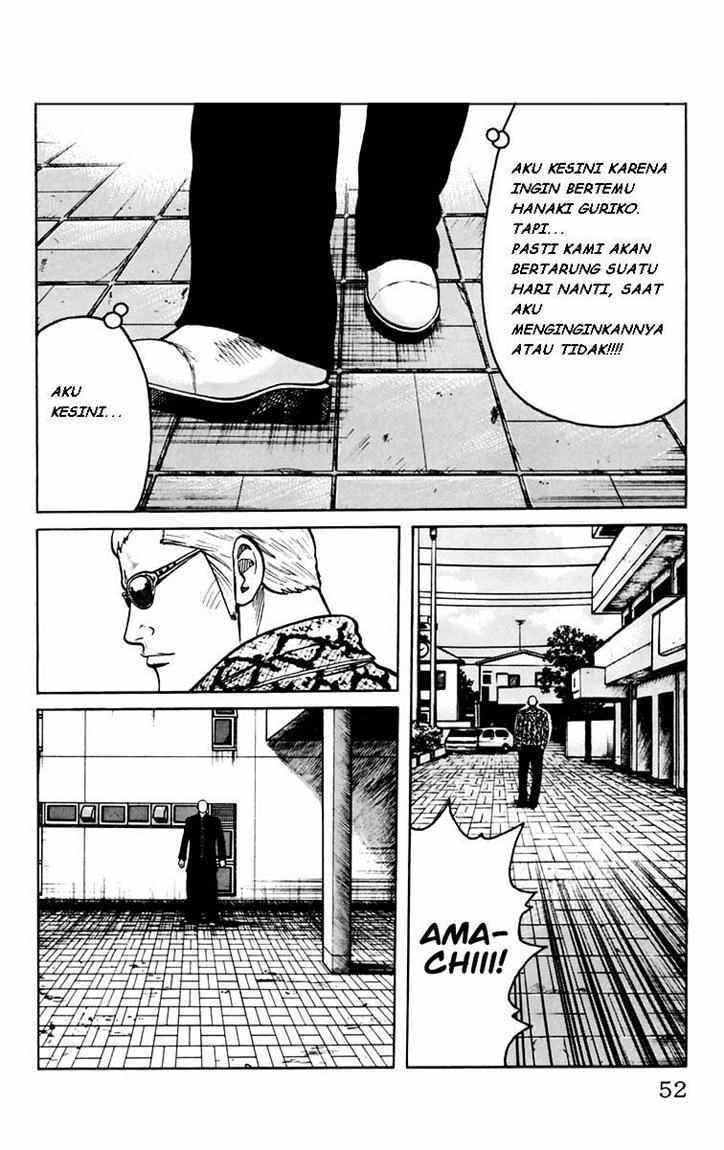 AKU KESINI KARENA
INGIN BERTEMU
HANAKI GURIKO.
TAPI...
PASTI KAMI AKAN
BERTARUNG SUATU
HARI NANTI, SAAT
AKU
MENGINGINKANNYA
ATAU TIDAK!!!!
AKU
KESINI...
AMA-
CHIII!
52